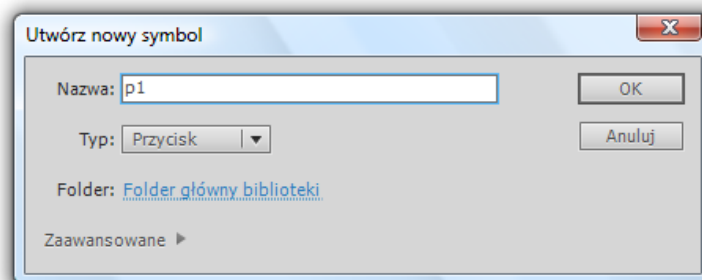 Utwórz nowy symbol
Nazwa: p1
OK
Typ: Przycisk
Anuluj
Folder: Folder główny biblioteki
Zaawansowane